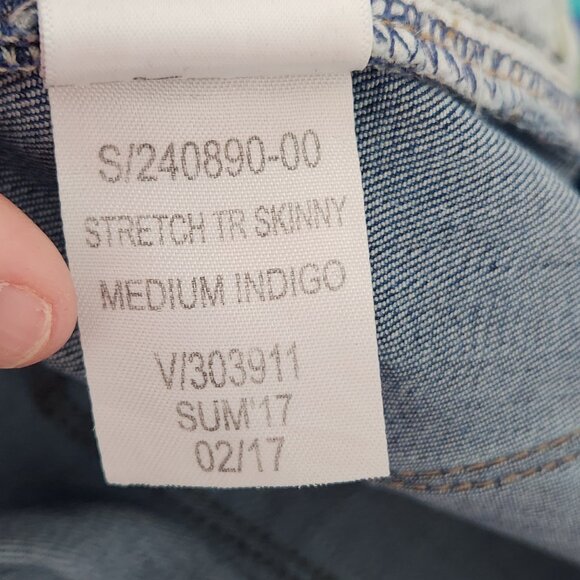 S/240890-00
STRETCH TR SKINNY
MEDIUM INDIGO
V/303911
SUM'17
02/17